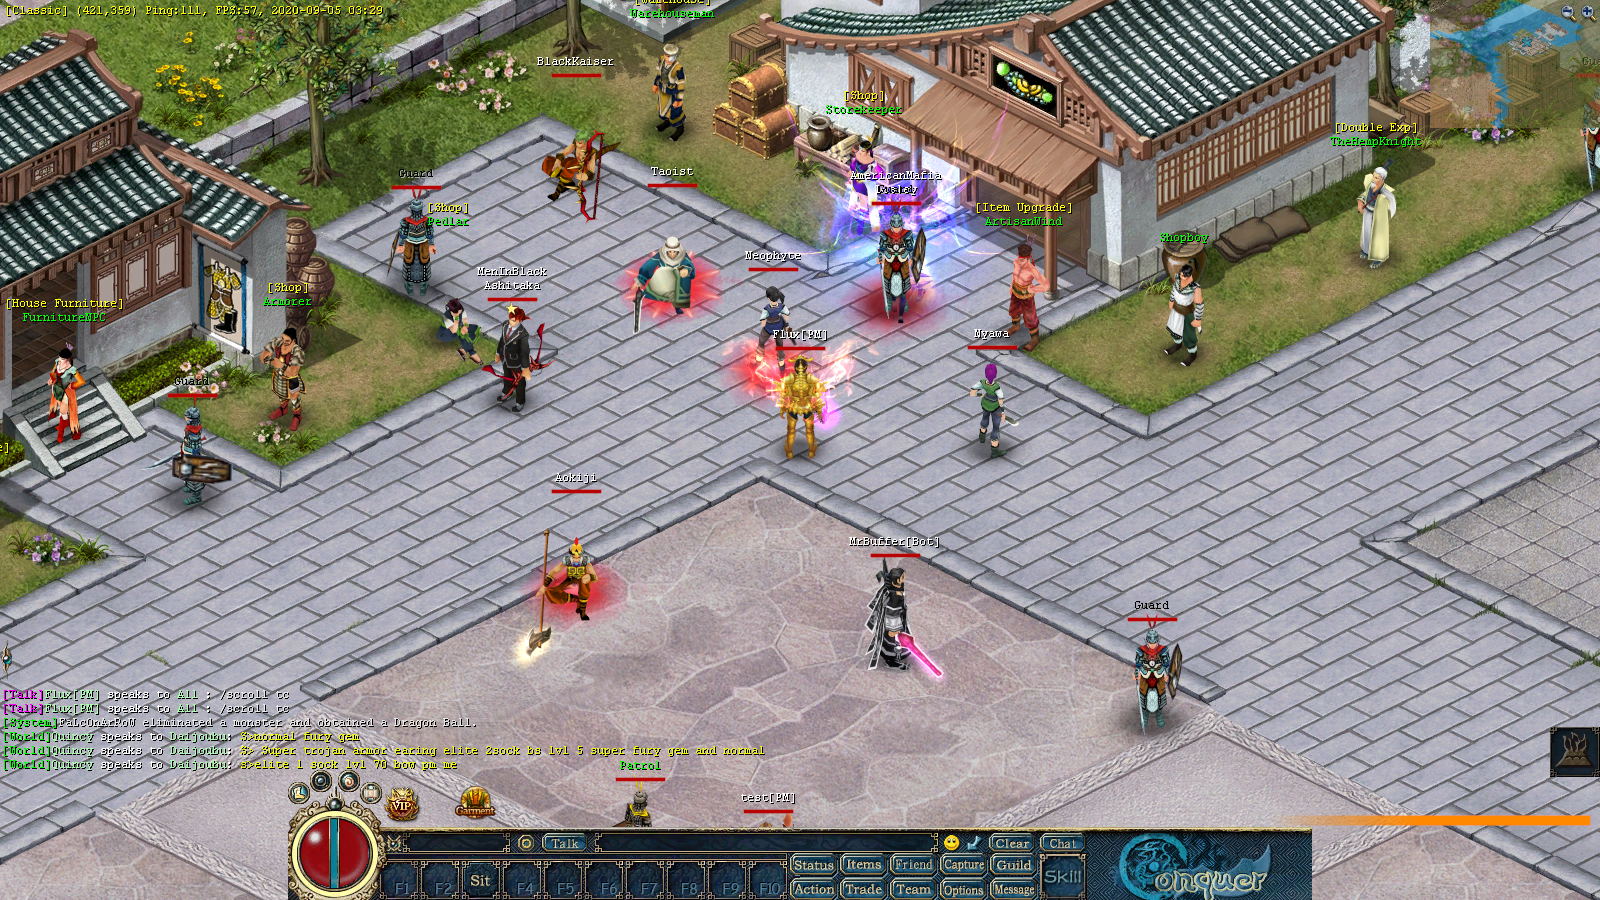 [Classic] (421,359) Ping:111, FPS:57, 2020-09-05 03:29
[Warehouse]
Warehouseman
BlackKaiser
[Shop]
Storekeeper
[Double Exp]
TheHempKnight
Guard
Taoist
AmericanMafia
[Shop]
Pedlar
[Item Upgrade]
ArtisanWind
Shopboy
Neophyte
MenInBlack
Ashitaka
[Shop]
Armorer
[House Furniture]
FurnitureNPC
Flux[PM]
Nyawa
Guard
Aokiji
MrBuffer[Bot]
Guard
[Talk]Flux[PM] speaks to All : /scroll tc
[Talk]Flux[PM] speaks to All : /scroll tc
[System]FaLcOnArRoW eliminated a monster and obtained a Dragon Ball.
[World]Quincy speaks to Daijoubu: S>normal fury gem
[World]Quincy speaks to Daijoubu: S> Super trojan armor earing elite 2sock bs lvl 5 super fury gem and normal
[World]Quincy speaks to Daijoubu: s>elite 1 sock lvl 70 bow pm me
Patrol
test[PM]
VIP
Garment
Talk
Clear
Chat
F1 F2 Sit F4 F5 F6 F7 F8 F9 F10
Status Items Friend Capture Guild
Skill
Action Trade Team Options Message
Conquer